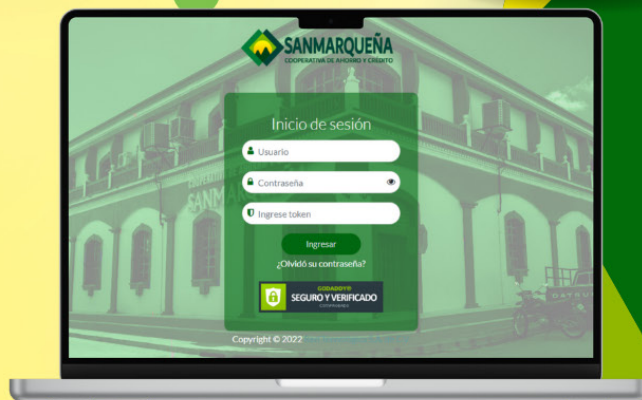 SANMARQUEÑA
COOPERATIVA DE AHORRO Y CRÉDITO
Inicio de sesión
Usuario
Contraseña
Ingrese token
Ingresar
¿Olvidó su contraseña?
GODADDY®
SEGURO Y VERIFICADO
Copyright © 2022